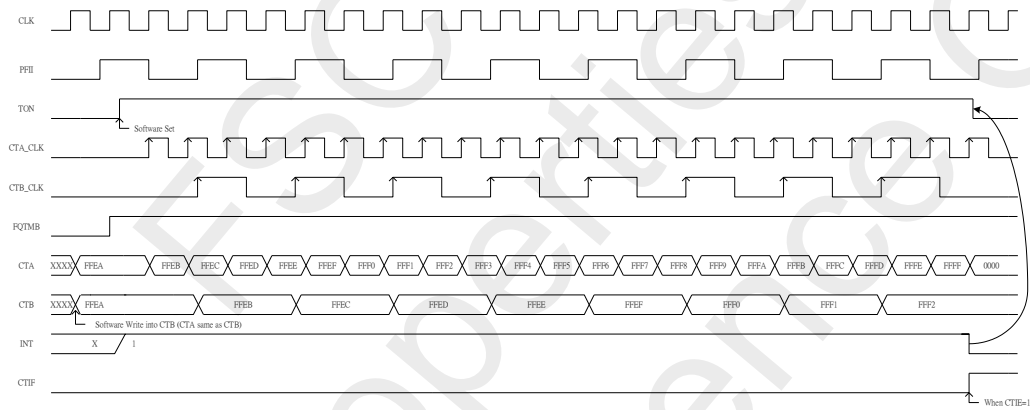 CLK
PFII
TON
Software Set
CTA_CLK
CTB_CLK
FQTMB
CTA XXXX FFEA FFEB FFEC FFED FFEE FFEF FFF0 FFF1 FFF2 FFF3 FFF4 FFF5 FFF6 FFF7 FFF8 FFF9 FFFA FFFB FFFC FFFD FFFE FFFF 0000
CTB XXXX FFEA FFEB FFEC FFED FFEE FFEF FFF0 FFF1 FFF2
Software Write into CTB (CTA same as CTB)
INT X 1
CTIF
When CTIE=1
FSC
Properties
ence